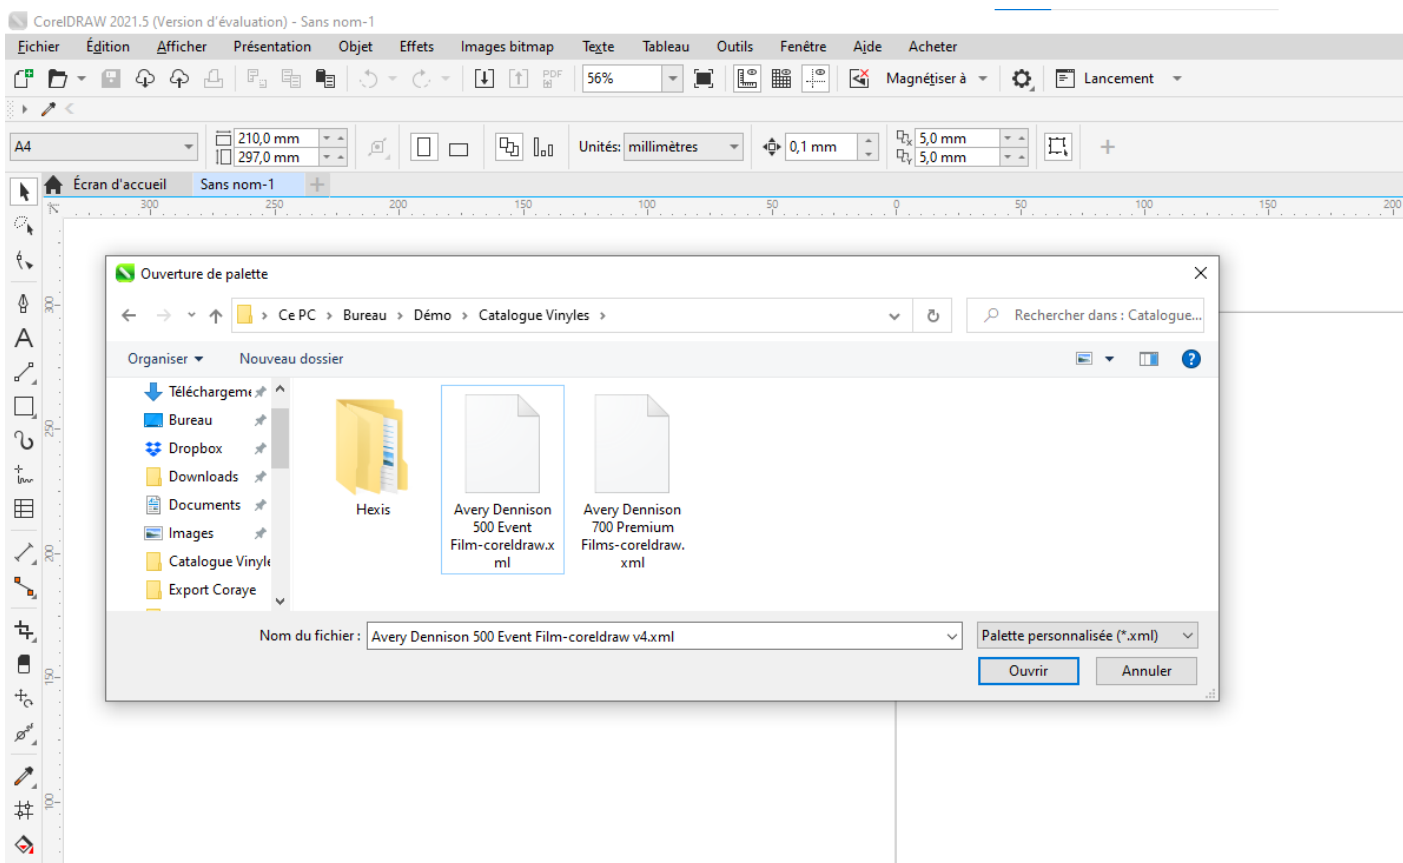 CorelDRAW 2021.5 (Version d'évaluation) - Sans nom-1
Fichier Édition Afficher Présentation Objet Effets Images bitmap Texte Tableau Outils Fenêtre Aide Acheter
PDF 56% Magnétiser à Lancement
A4 210,0 mm 297,0 mm Unités: millimètres 0,1 mm 5,0 mm 5,0 mm
Écran d'accueil Sans nom-1
300 250 200 150 100 50 0 50 100 150 200
300
250
200
150
100
Ouverture de palette
Ce PC > Bureau > Démo > Catalogue Vinyles >
Rechercher dans : Catalogue...
Organiser Nouveau dossier
Téléchargeme
Bureau
Dropbox
Downloads
Documents
Images
Catalogue Vinyle
Export Coraye
Hexis
Avery Dennison
500 Event
Film-coreldraw.x
ml
Avery Dennison
700 Premium
Films-coreldraw.
xml
Nom du fichier : Avery Dennison 500 Event Film-coreldraw v4.xml
Palette personnalisée (*.xml)
Ouvrir Annuler